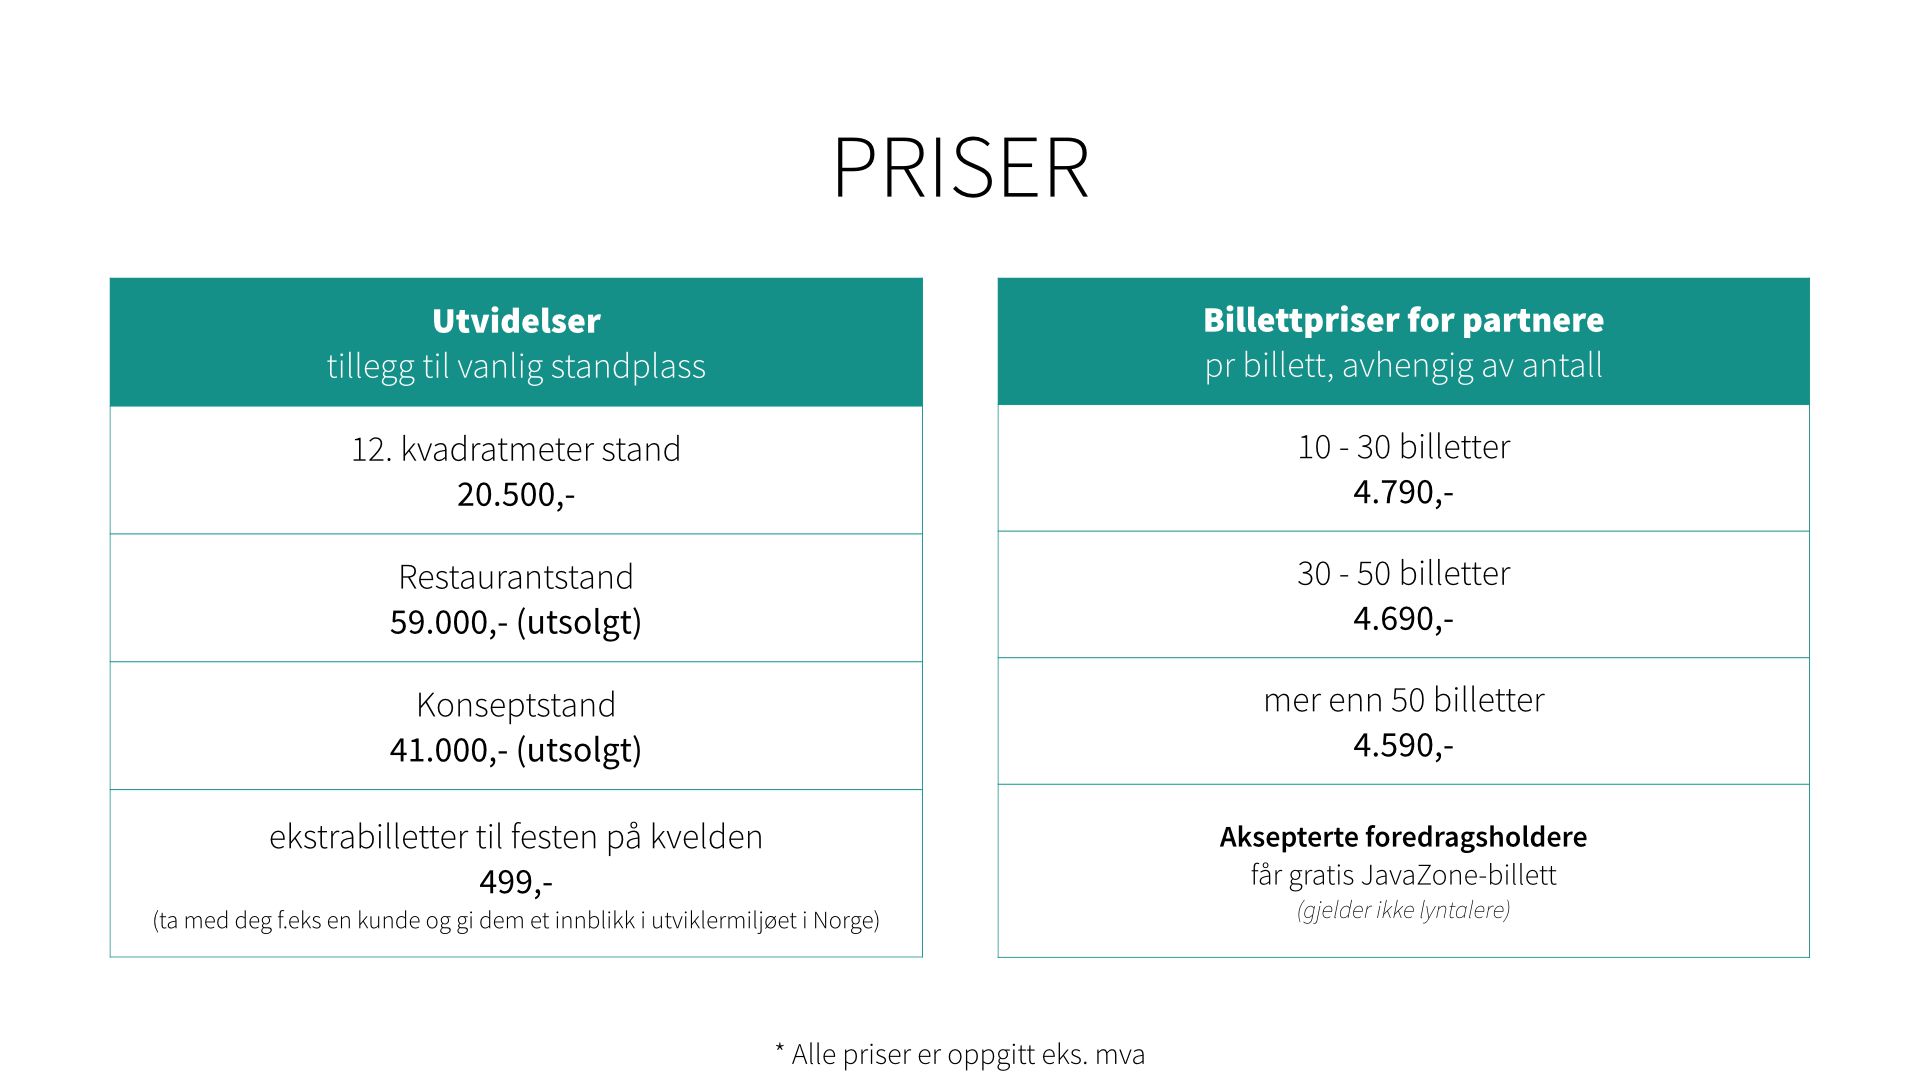 PRISER
Utvidelser
tillegg til vanlig standplass
12. kvadratmeter stand
20.500,-
Restaurantstand
59.000,- (utsolgt)
Konseptstand
41.000,- (utsolgt)
ekstrabilletter til festen på kvelden
499,-
(ta med deg f.eks en kunde og gi dem et innblikk i utviklermiljøet i Norge)
Billettpriser for partnere
pr billett, avhengig av antall
10 - 30 billetter
4.790,-
30 - 50 billetter
4.690,-
mer enn 50 billetter
4.590,-
Aksepterte foredragsholdere
får gratis JavaZone-billett
(gjelder ikke lyntalere)
* Alle priser er oppgitt eks. mva